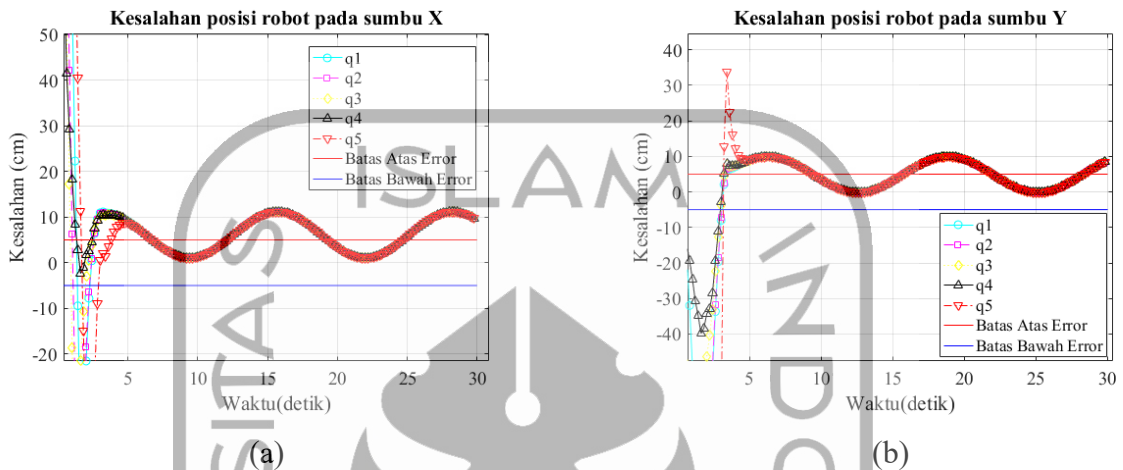 Kesalahan posisi robot pada sumbu X
50
40
30
20
10
0
-10
-20
Kesalahan (cm)
q1
q2
q3
q4
q5
Batas Atas Error
Batas Bawah Error
5
10
15
20
25
30
Waktu(detik)
(a)
Kesalahan posisi robot pada sumbu Y
40
30
20
10
0
-10
-20
-30
-40
Kesalahan (cm)
q1
q2
q3
q4
q5
Batas Atas Error
Batas Bawah Error
5
10
15
20
25
30
Waktu(detik)
(b)
ISLAM
SITAS
INDO